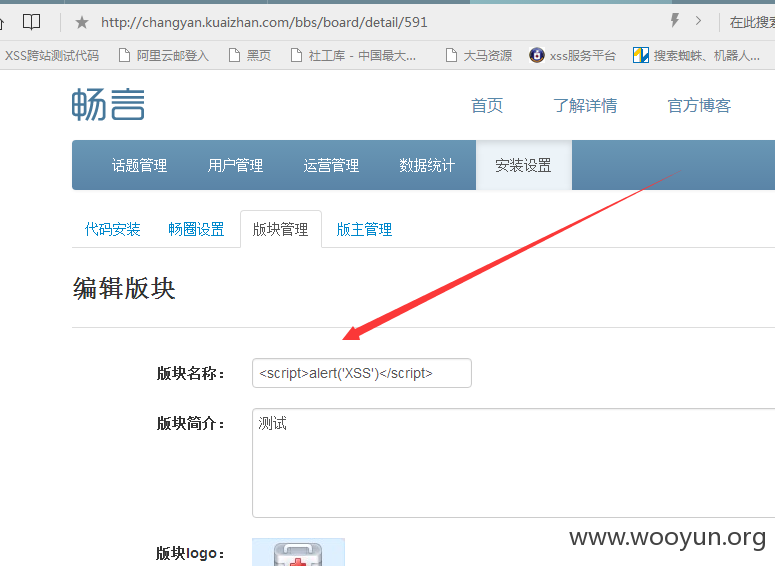 http://changyan.kuaizhan.com/bbs/board/detail/591 在此搜索
XSS跨站测试代码 阿里云邮登入 黑页 社工库 - 中国最大... 大马资源 xss服务平台 搜索蜘蛛、机器人...
畅言 首页 了解详情 官方博客
话题管理 用户管理 运营管理 数据统计 安装设置
代码安装 畅圈设置 版块管理 版主管理
编辑版块
版块名称： <script>alert('XSS')</script>
版块简介： 测试
版块logo：
www.wooyun.org